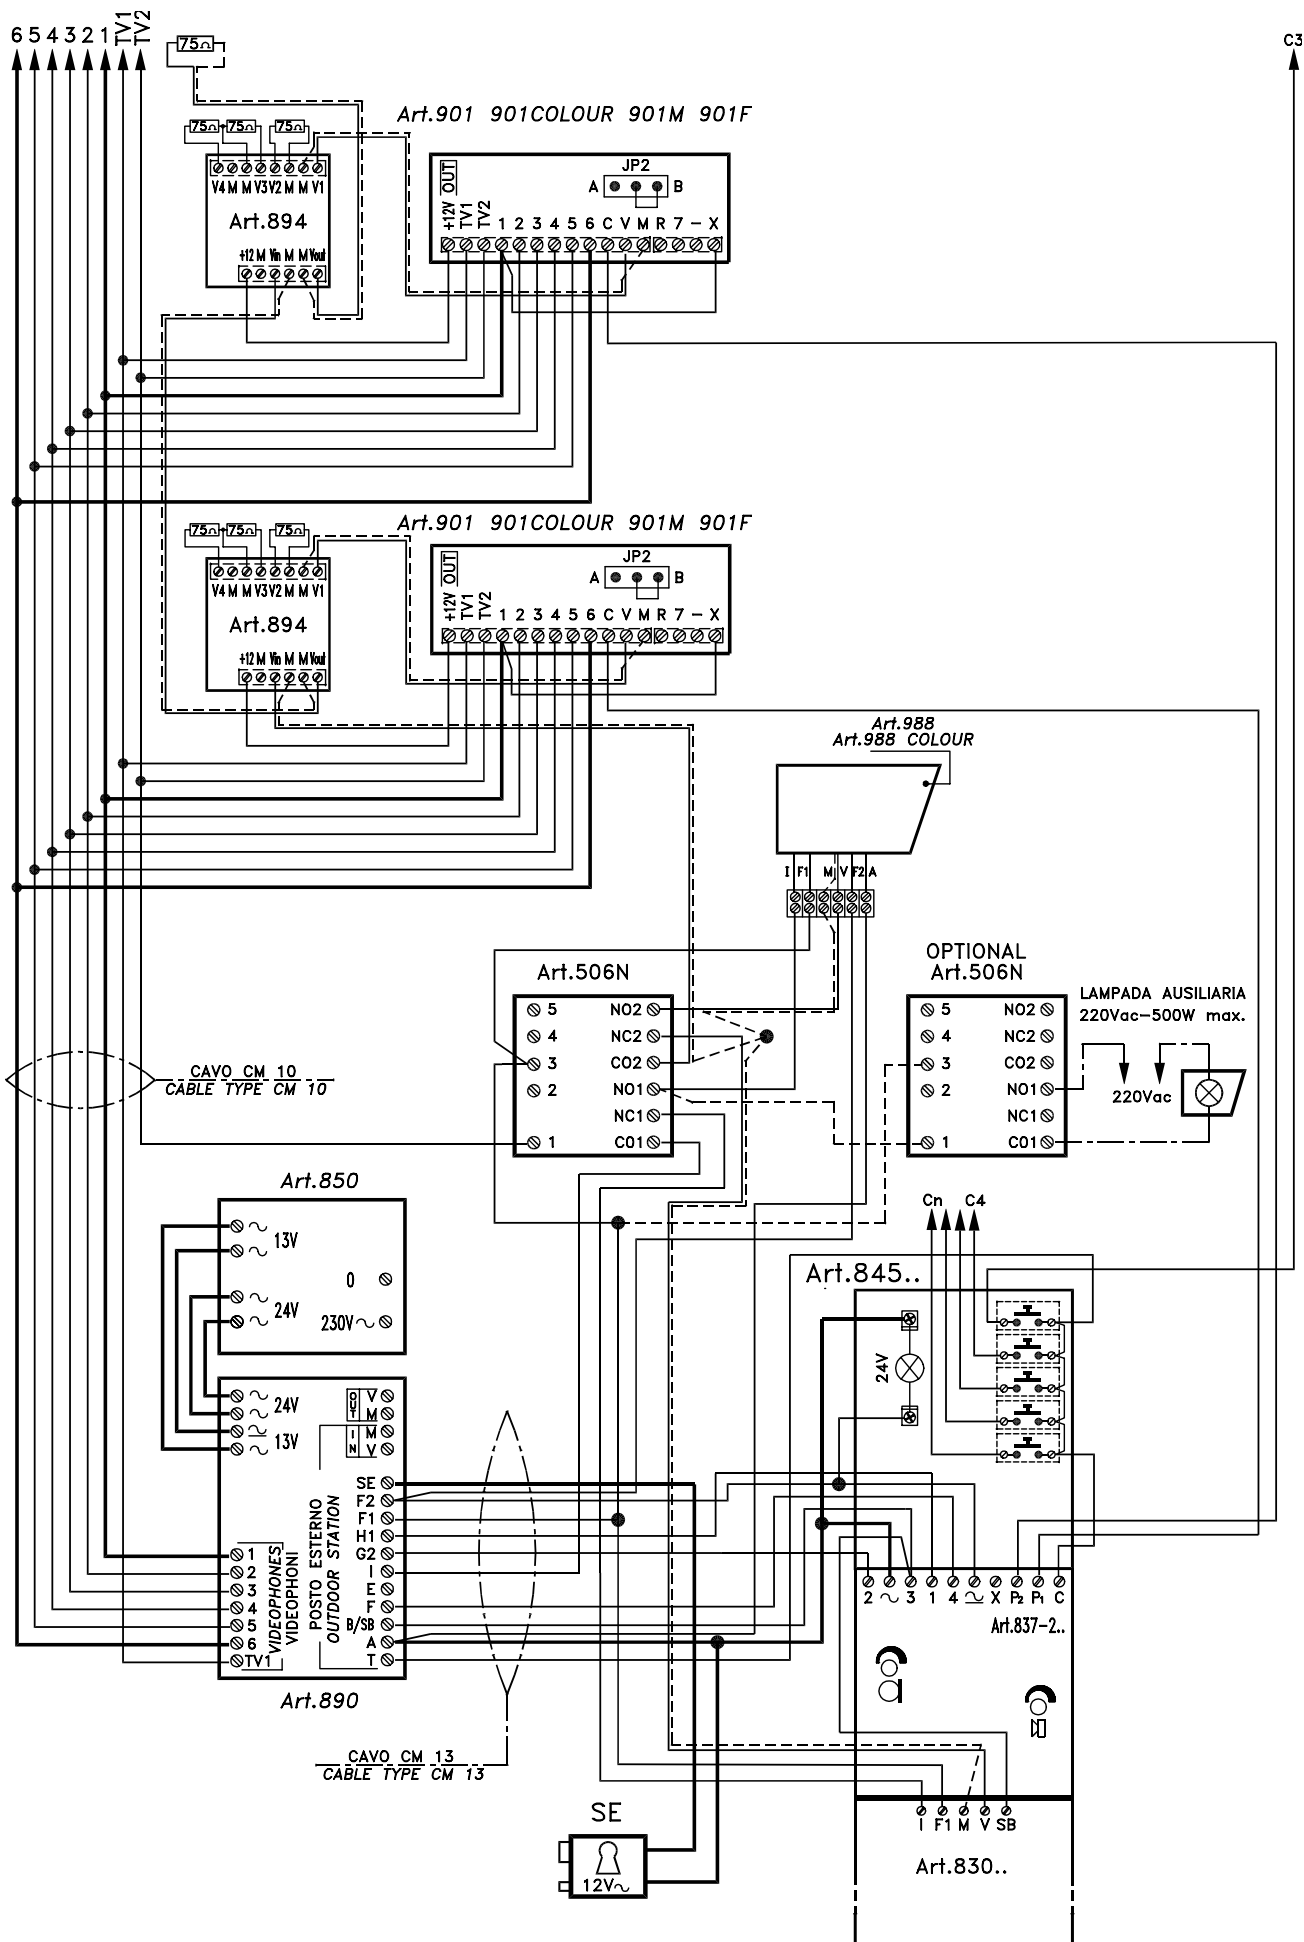 6 5 4 3 2 1 TV1 TV2
75Ω
C3
Art.901 901COLOUR 901M 901F
75Ω 75Ω 75Ω
V4 M M V3 V2 M M V1
Art.894
+12 M Vin M M Vout
JP2
A B
+12V OUT TV1 TV2 1 2 3 4 5 6 C V M R 7 – X
Art.901 901COLOUR 901M 901F
75Ω 75Ω 75Ω
V4 M M V3 V2 M M V1
Art.894
+12 M Vin M M Vout
JP2
A B
+12V OUT TV1 TV2 1 2 3 4 5 6 C V M R 7 – X
Art.988
Art.988 COLOUR
I F1 M V F2 A
Art.506N
5 NO2
4 NC2
3 CO2
2 NO1
NC1
1 CO1
OPTIONAL
Art.506N
5 NO2
4 NC2
3 CO2
2 NO1
NC1
1 CO1
LAMPADA AUSILIARIA
220Vac–500W max.
220Vac
CAVO CM 10
CABLE TYPE CM 10
Art.850
~
13V
~
0
~
24V
~
230V ~
Cn C4
Art.845..
24V
~
24V
~
~
13V
~
OUT
V
M
IN
M
V
SE
F2
F1
H1
G2
I
E
F
B/SB
A
T
POSTO ESTERNO
OUTDOOR STATION
1
2
3
4
5
6
TV1
VIDEOPHONES
VIDEOPHONI
Art.890
2 ~ 3 1 4 ~ X P2 P1 C
Art.837-2..
CAVO CM 13
CABLE TYPE CM 13
SE
12V~
I F1 M V SB
Art.830..